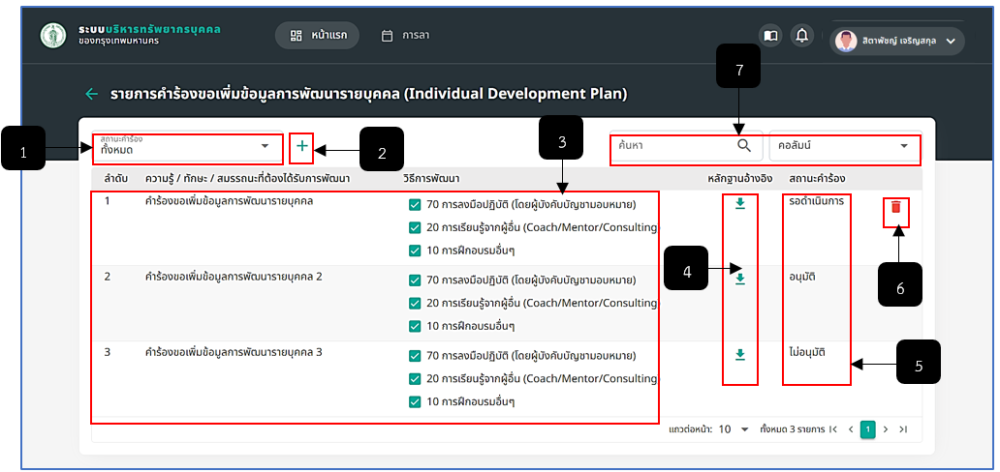 ระบบบริหารทรัพยากรบุคคล
ของกรุงเทพมหานคร
หน้าแรก
การลา
สิตาพัชญ์ เจริญสกุล
7
รายการคำร้องขอเพิ่มข้อมูลการพัฒนารายบุคคล (Individual Development Plan)
1
สถานะคำร้อง
ทั้งหมด
2
3
ค้นหา
คอลัมน์
ลำดับ ความรู้ / ทักษะ / สมรรถนะที่ต้องได้รับการพัฒนา วิธีการพัฒนา หลักฐานอ้างอิง สถานะคำร้อง
1 คำร้องขอเพิ่มข้อมูลการพัฒนารายบุคคล 70 การลงมือปฏิบัติ (โดยผู้บังคับบัญชามอบหมาย) รอดำเนินการ
20 การเรียนรู้จากผู้อื่น (Coach/Mentor/Consulting
10 การฝึกอบรมอื่นๆ
4
6
2 คำร้องขอเพิ่มข้อมูลการพัฒนารายบุคคล 2 70 การลงมือปฏิบัติ (โดยผู้บังคับบัญชามอบหมาย) อนุมัติ
20 การเรียนรู้จากผู้อื่น (Coach/Mentor/Consulting
10 การฝึกอบรมอื่นๆ
3 คำร้องขอเพิ่มข้อมูลการพัฒนารายบุคคล 3 70 การลงมือปฏิบัติ (โดยผู้บังคับบัญชามอบหมาย) ไม่อนุมัติ
5
20 การเรียนรู้จากผู้อื่น (Coach/Mentor/Consulting
10 การฝึกอบรมอื่นๆ
แถวต่อหน้า: 10 ทั้งหมด 3 รายการ 1